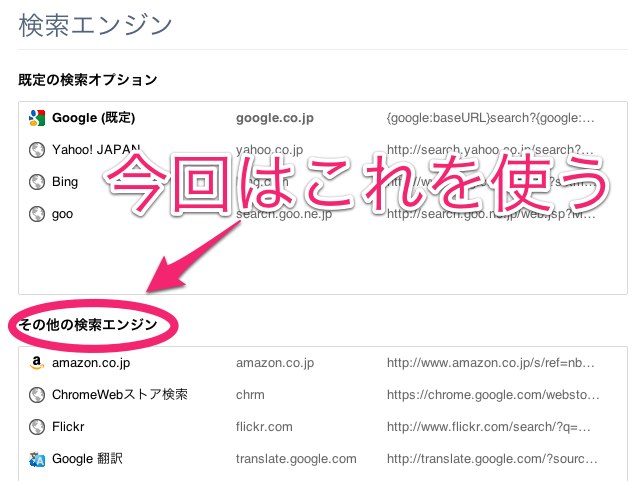 検索エンジン
既定の検索オプション
Google (既定) google.co.jp {google:baseURL}search?{google:...
Yahoo! JAPAN yahoo.co.jp http://search.yahoo.co.jp/search?...
今回はこれを使う
Bing
goo search.goo.ne.jp http://search.goo.ne.jp/web.jsp?M...
その他の検索エンジン
amazon.co.jp amazon.co.jp http://www.amazon.co.jp/s/ref=nb...
ChromeWebストア検索 chrm https://chrome.google.com/websto...
Flickr flickr.com http://www.flickr.com/search/?q=...
Google 翻訳 translate.google.com http://translate.google.com/?sourc...